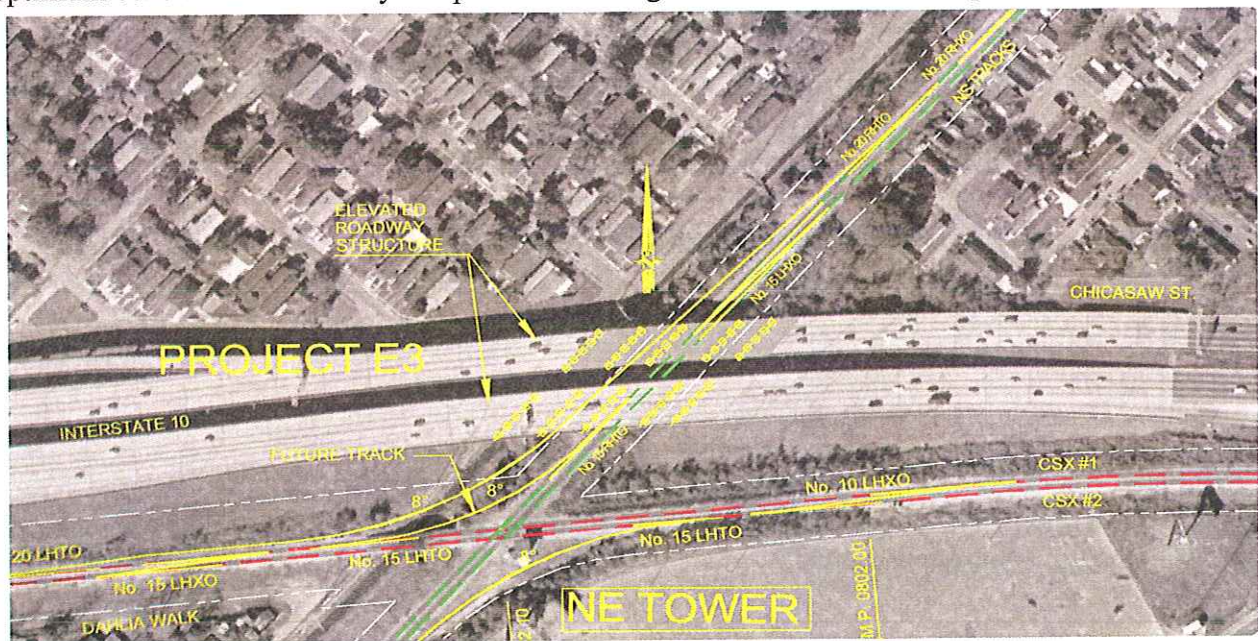 No. 20 RHXO
NS TRACKS
No. 20 RHTO
ELEVATED
ROADWAY
STRUCTURE
No. 15 LHXO
CHICASAW ST.
PROJECT E3
INTERSTATE 10
No. 15 RHTO
FUTURE TRACK
8°
8°
CSX #1
No. 10 LHXO
CSX #2
20 LHTO
No. 15 LHTO
No. 15 LHTO
8°
No. 15 LHXO
DAHLIA WALK
NE TOWER
M.P. 0802.00